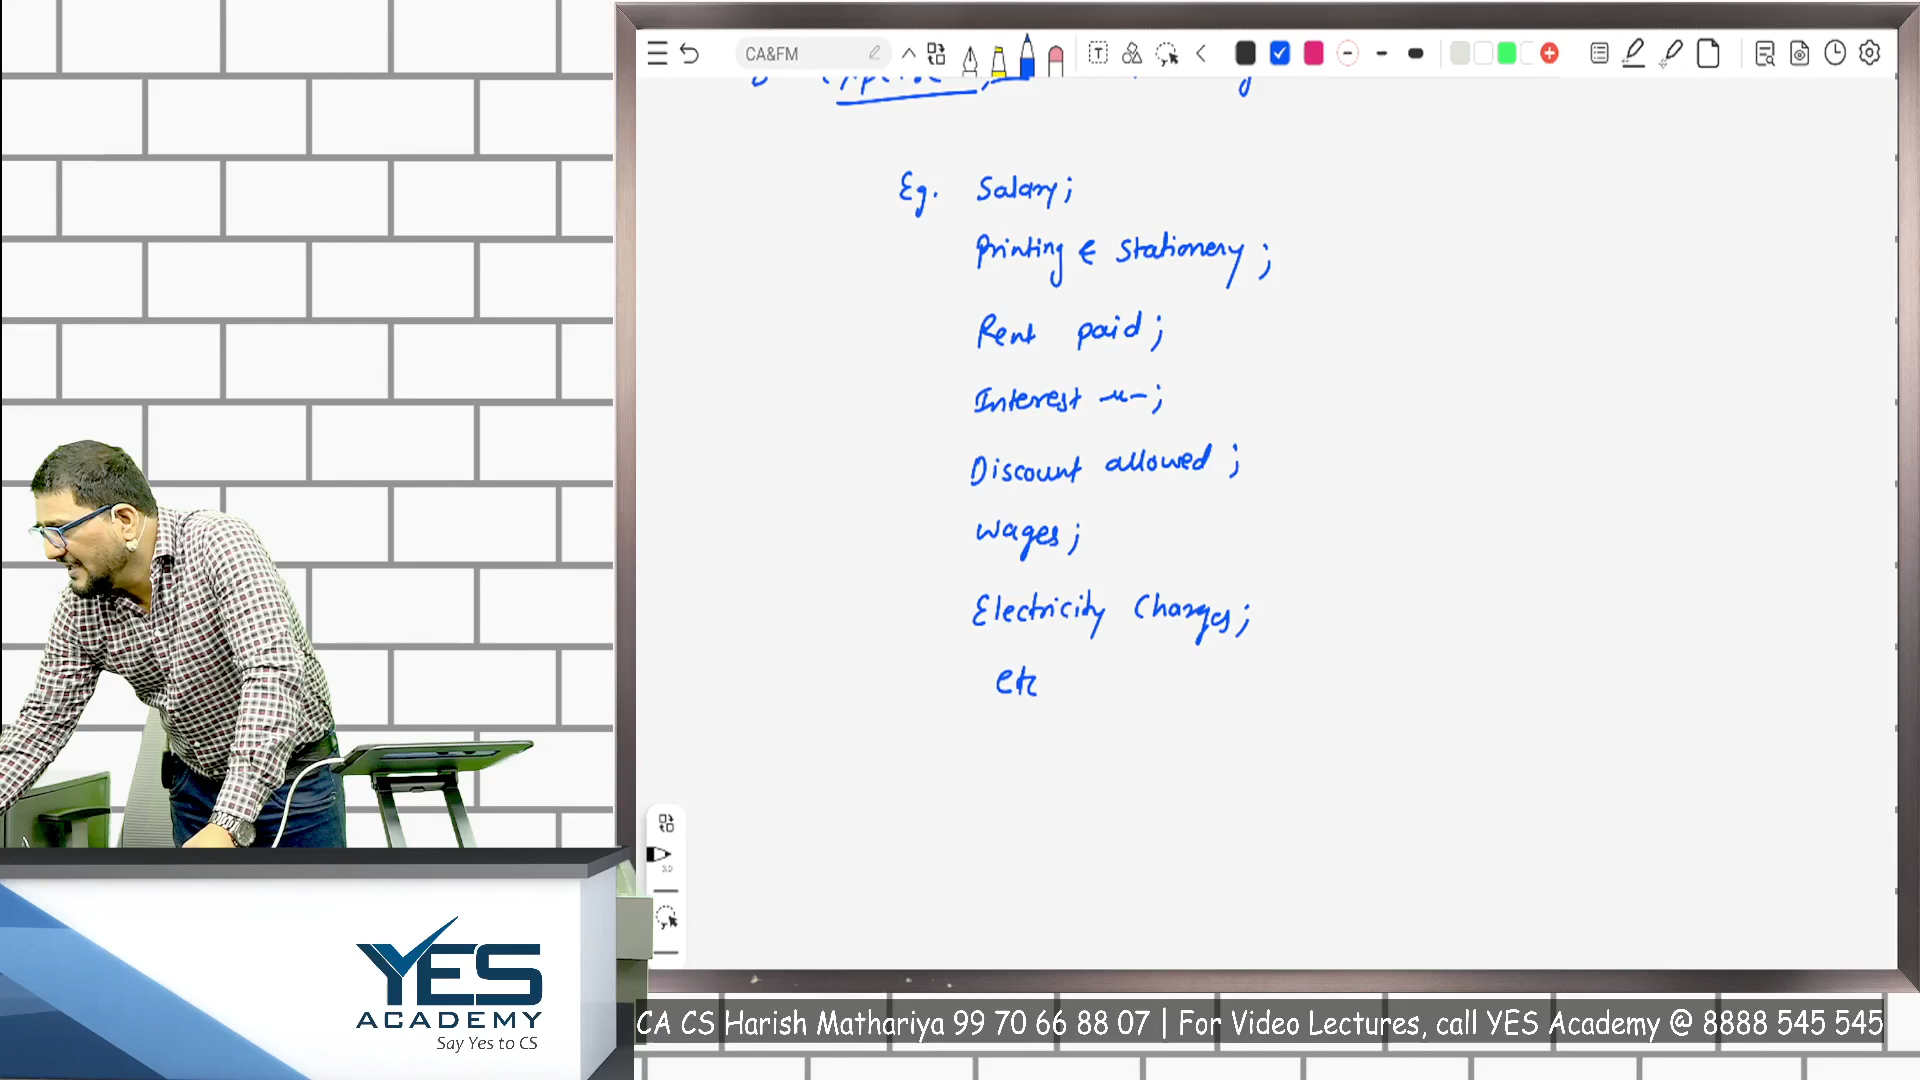 CA&FM
Eg. Salary;
Printing & Stationery;
Rent paid;
Interest —〃—;
Discount allowed;
Wages;
Electricity Charges;
etc
3.0
YES
ACADEMY
Say Yes to CS
CA CS Harish Mathariya 99 70 66 88 07 | For Video Lectures, call YES Academy @ 8888 545 545